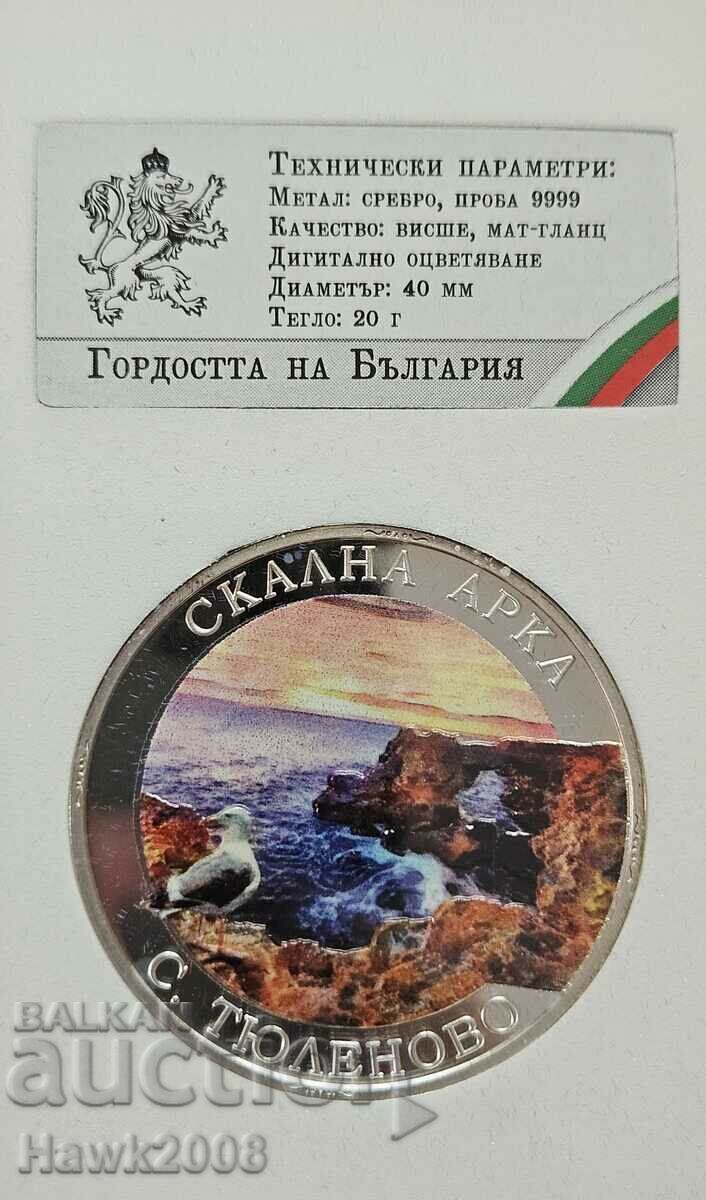 Технически параметри:
Метал: сребро, проба 9999
Качество: висше, мат-гланц
Дигитално оцветяване
Диаметър: 40 мм
Тегло: 20 г
Гордостта на България
СКАЛНА АРКА
С. ТЮЛЕНОВО
BALKAN
auction
Hawk2008